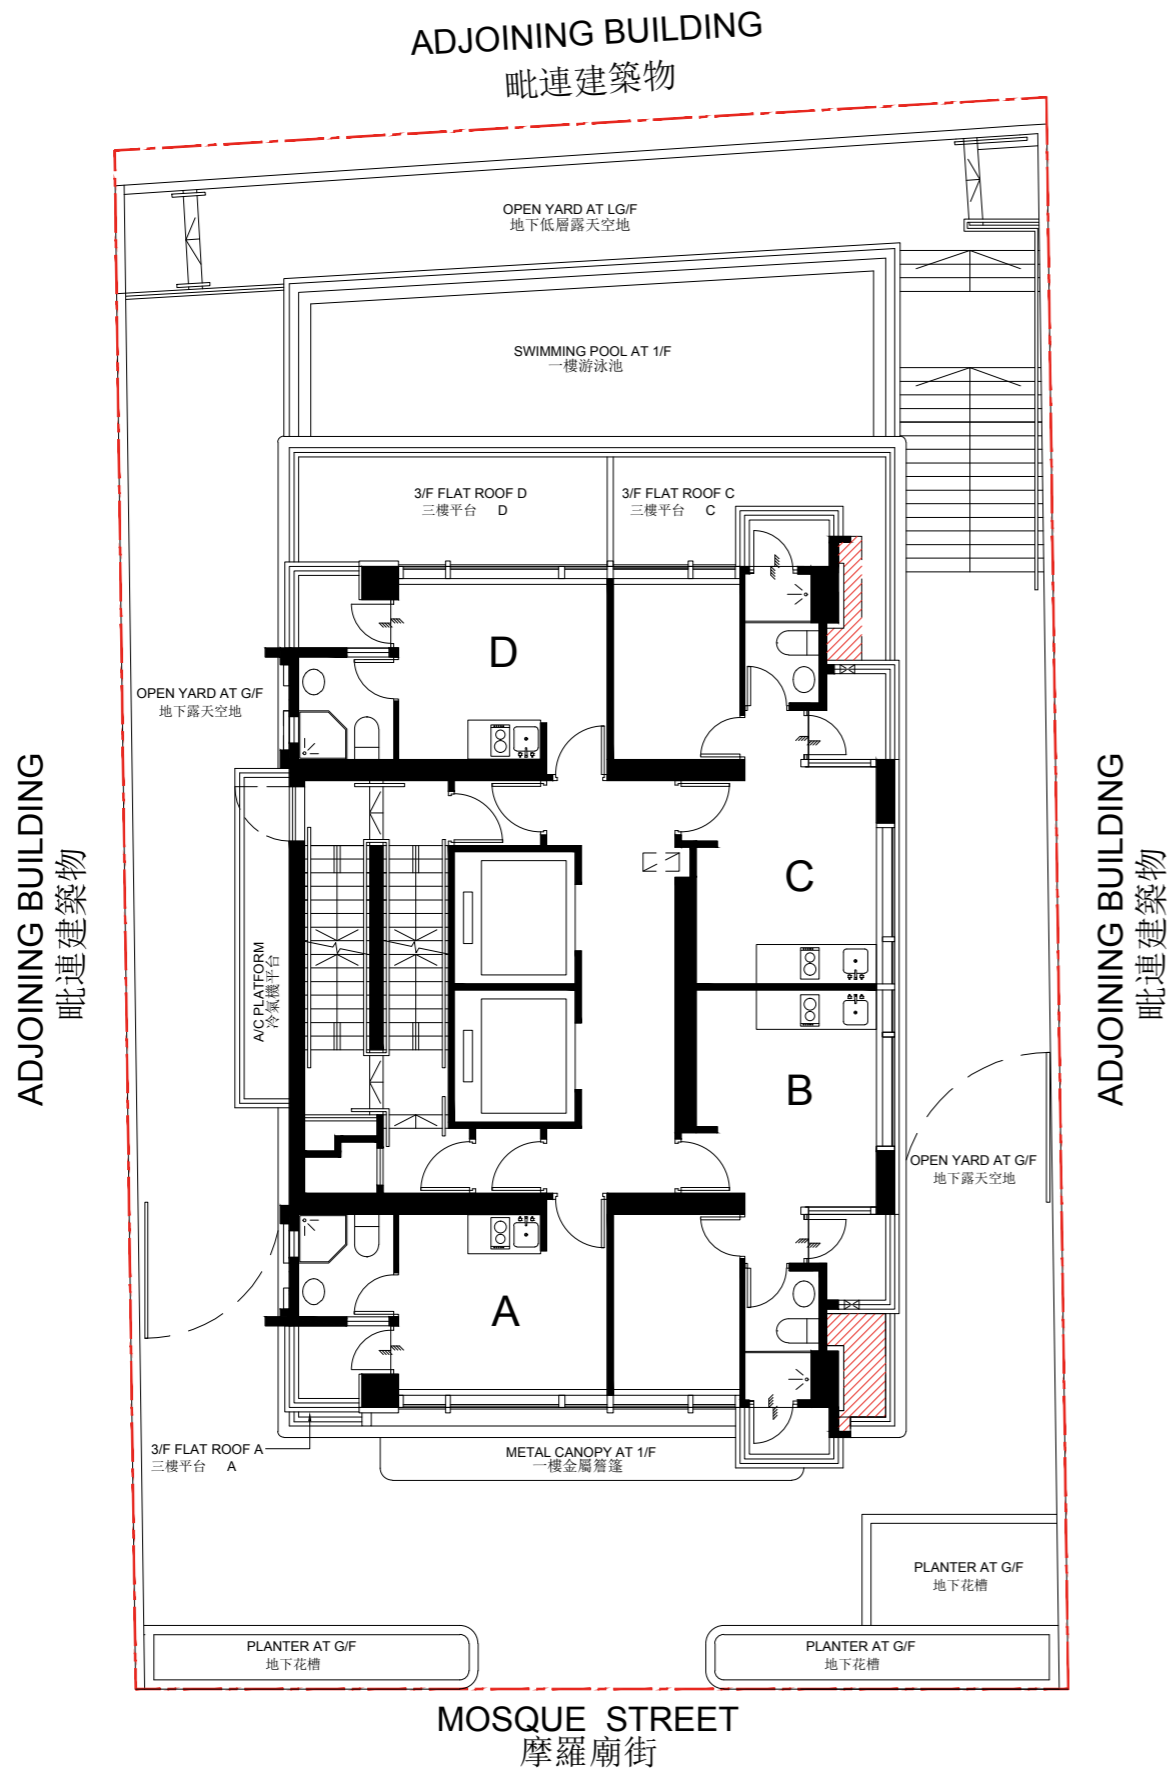 ADJOINING BUILDING
毗連建築物
OPEN YARD AT LG/F
地下低層露天空地
SWIMMING POOL AT 1/F
一樓游泳池
3/F FLAT ROOF D
三樓平台 D
3/F FLAT ROOF C
三樓平台 C
D
OPEN YARD AT G/F
地下露天空地
ADJOINING BUILDING
毗連建築物
A/C PLATFORM
冷氣機平台
C
B
ADJOINING BUILDING
毗連建築物
OPEN YARD AT G/F
地下露天空地
A
3/F FLAT ROOF A
三樓平台 A
METAL CANOPY AT 1/F
一樓金屬簷篷
PLANTER AT G/F
地下花槽
PLANTER AT G/F
地下花槽
PLANTER AT G/F
地下花槽
MOSQUE STREET
摩羅廟街